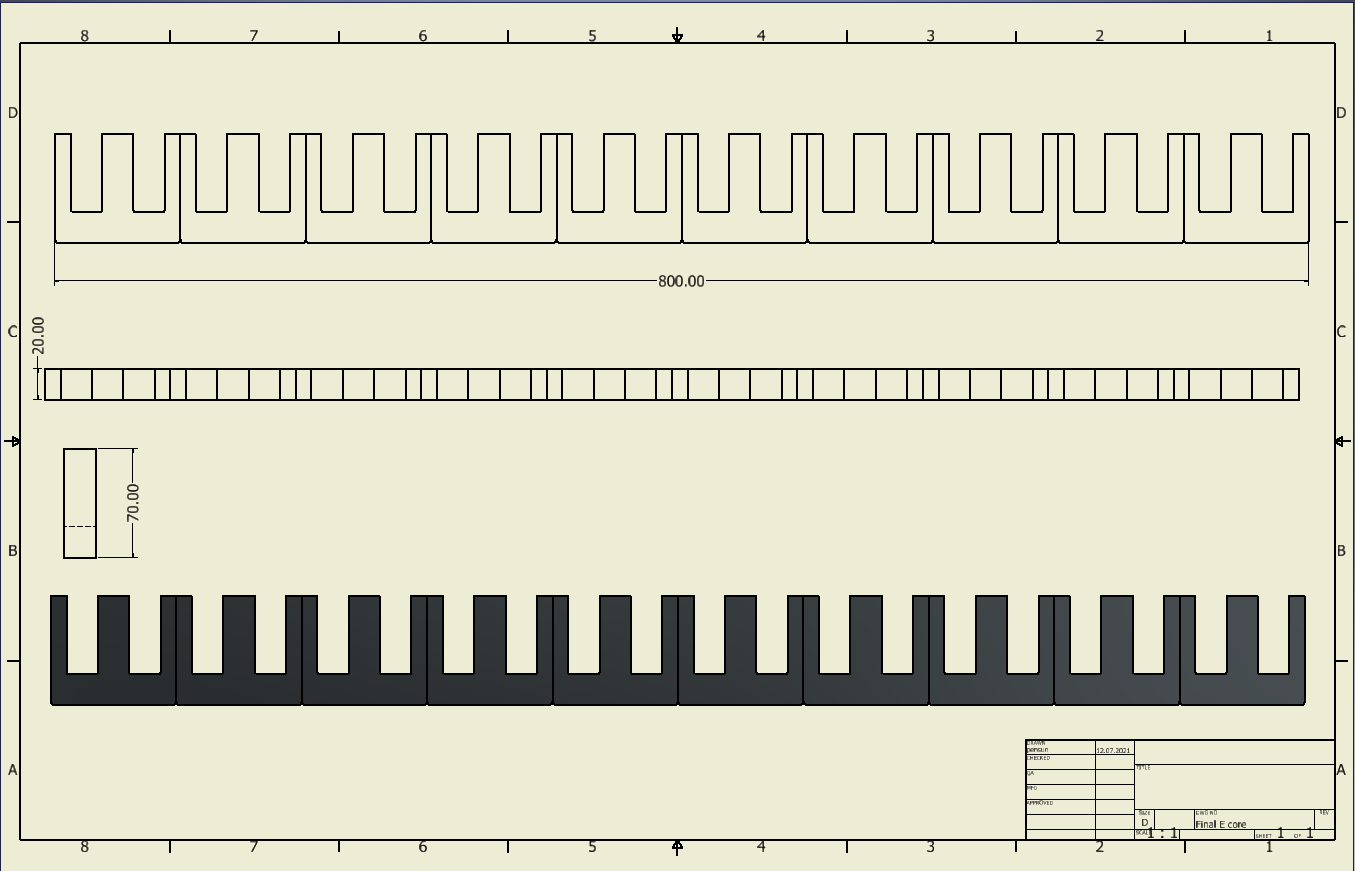 8 7 6 5 4 3 2 1
D D
800.00
C C
20.00
70.00
B B
A A
DRAWN
12.07.2021
CHECKED
TITLE
QA
MFG
APPROVED
SIZE DWG NO REV
D Final E core
SCALE 1 : 1 SHEET 1 OF 1
8 7 6 5 4 3 2 1